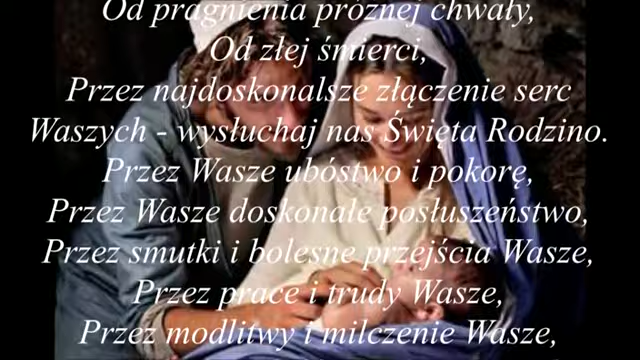 Od pragnienia próżnej chwały,
Od złej śmierci,
Przez najdoskonalsze złączenie serc
Waszych - wysłuchaj nas Święta Rodzino.
Przez Wasze ubóstwo i pokorę,
Przez Wasze doskonałe posłuszeństwo,
Przez smutki i bolesne przejścia Wasze,
Przez prace i trudy Wasze,
Przez modlitwy i milczenie Wasze,